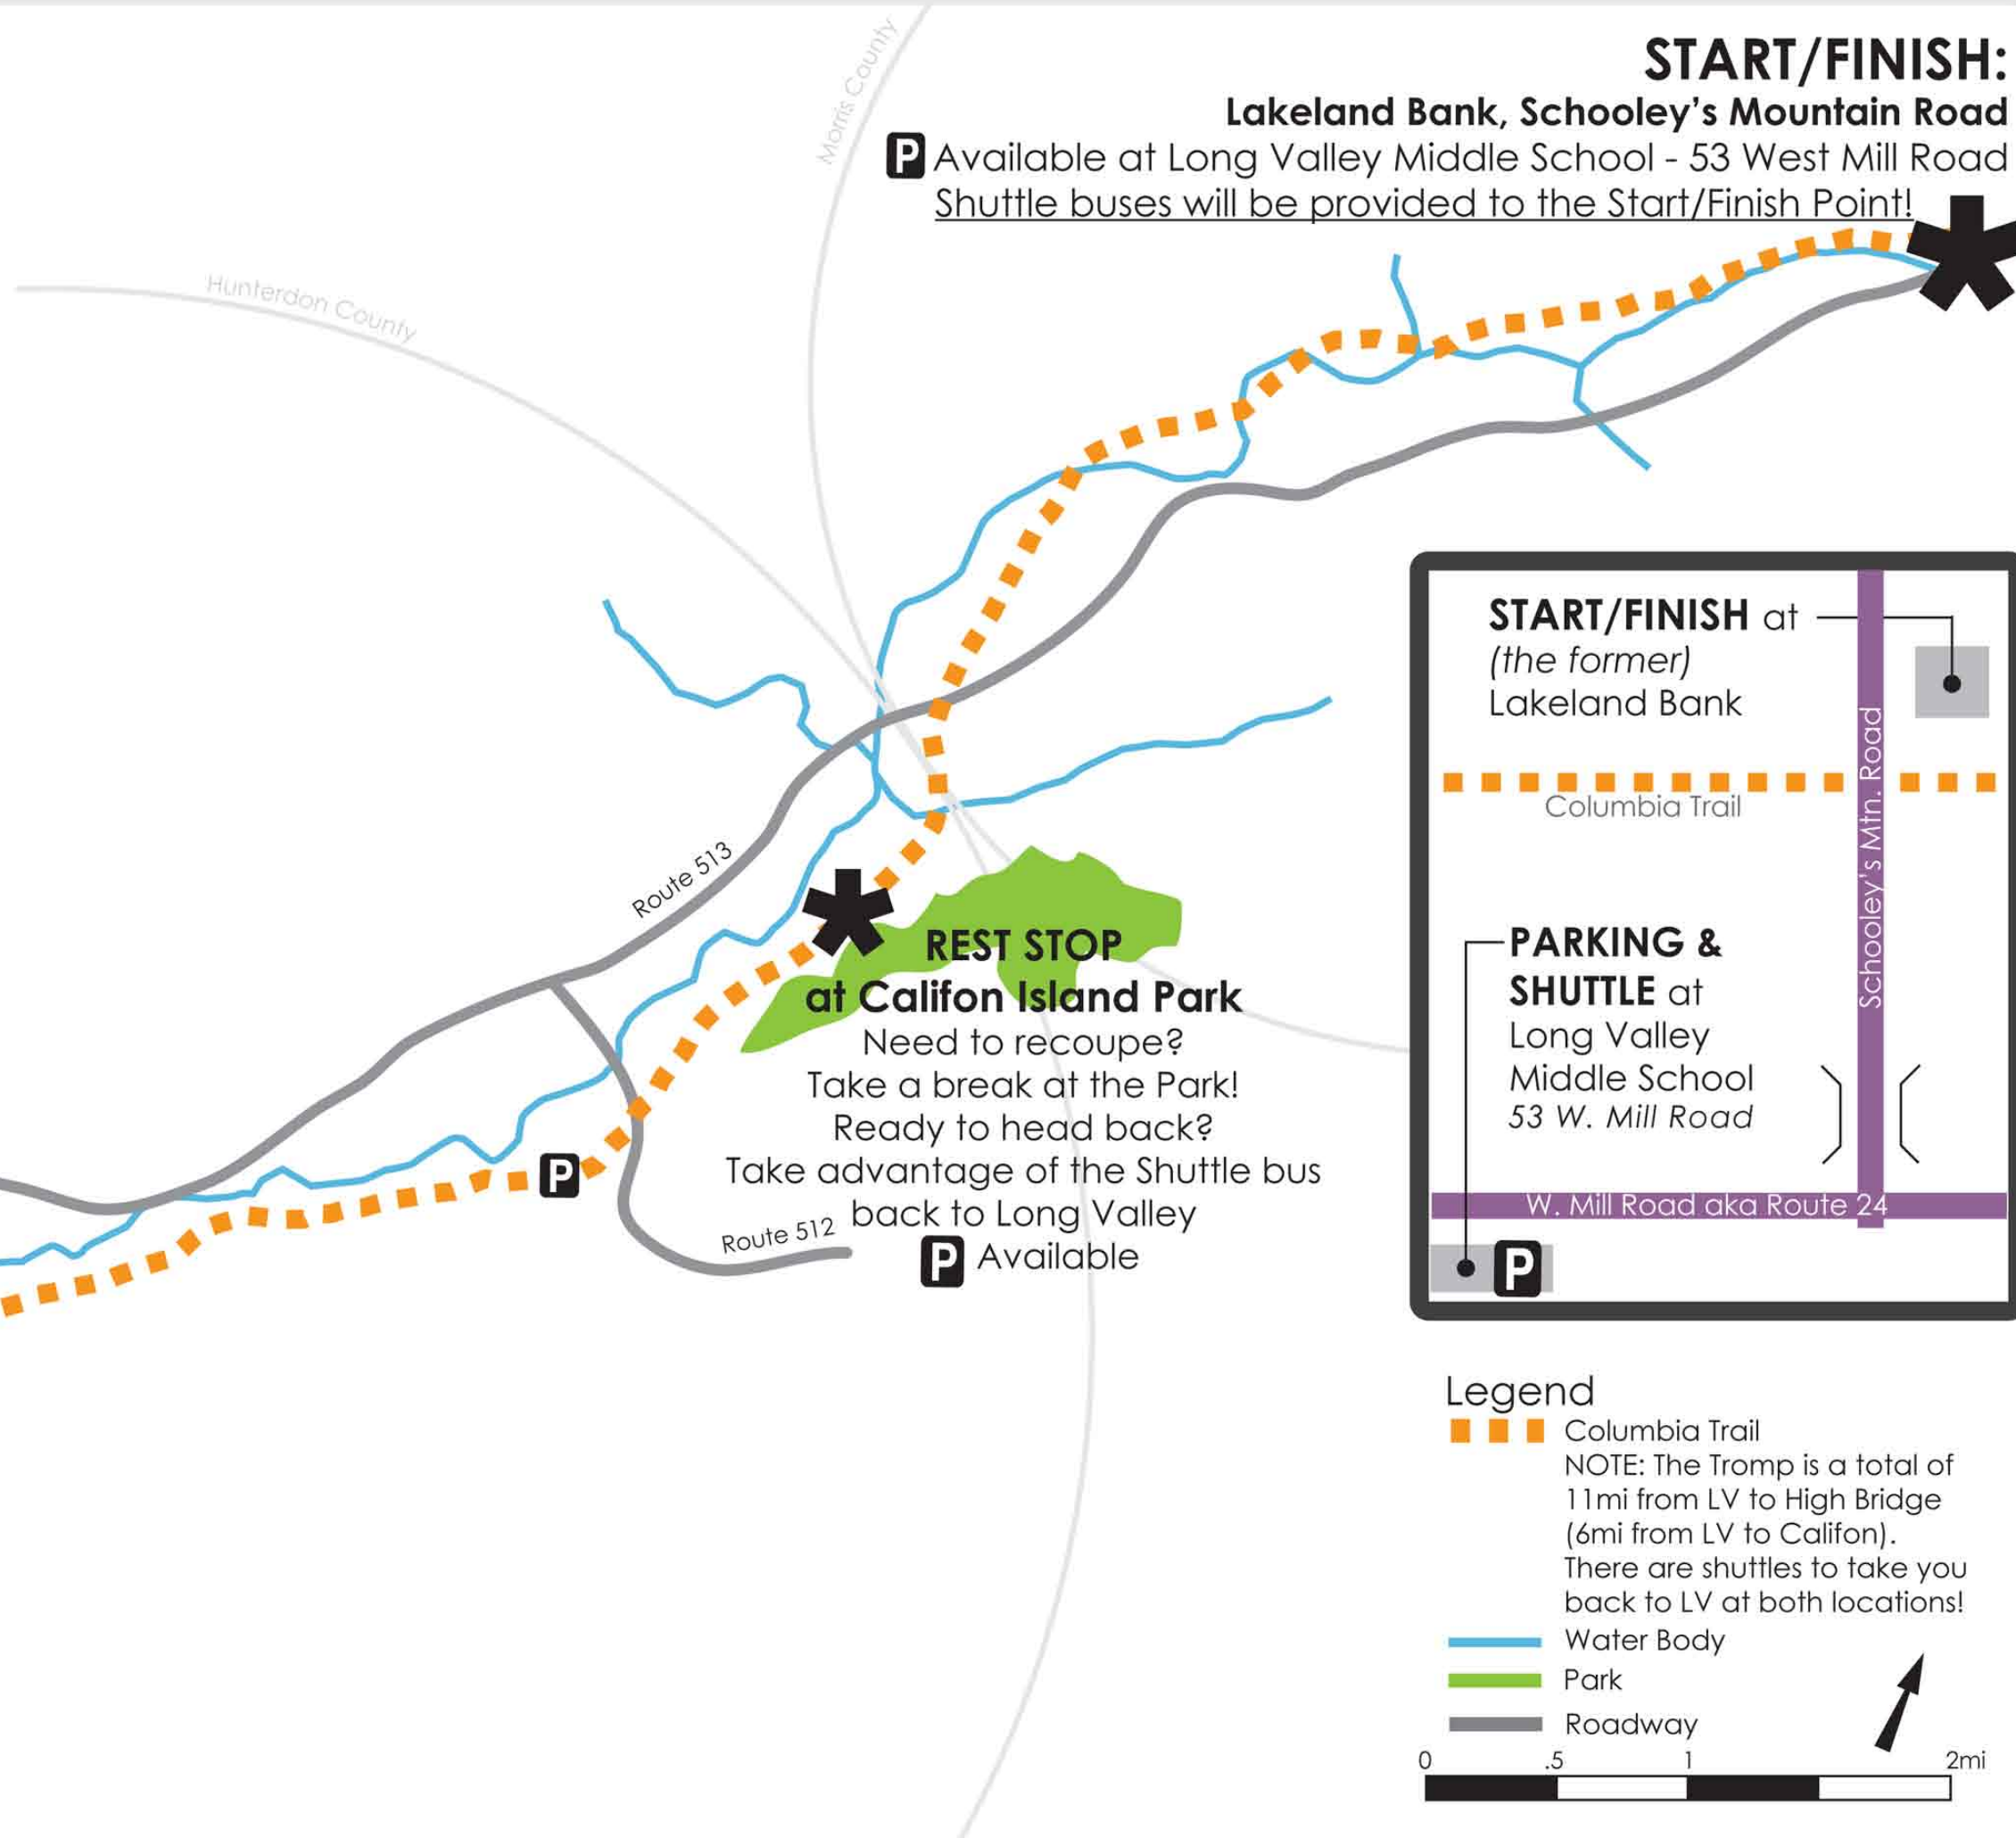 START/FINISH:
Lakeland Bank, Schooley's Mountain Road
P Available at Long Valley Middle School - 53 West Mill Road
Shuttle buses will be provided to the Start/Finish Point!
Morris County
Hunterdon County
Route 513
REST STOP
at Califon Island Park
Need to recoupe?
Take a break at the Park!
Ready to head back?
Take advantage of the Shuttle bus
back to Long Valley
P Available
P
Route 512
START/FINISH at
(the former)
Lakeland Bank
Columbia Trail
Schooley's Mtn. Road
PARKING &
SHUTTLE at
Long Valley
Middle School
53 W. Mill Road
W. Mill Road aka Route 24
P
Legend
Columbia Trail
NOTE: The Tromp is a total of
11mi from LV to High Bridge
(6mi from LV to Califon).
There are shuttles to take you
back to LV at both locations!
Water Body
Park
Roadway
0 .5 1 2mi